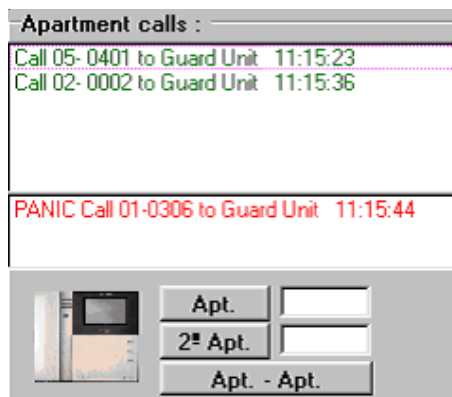 Apartment calls :
Call 05- 0401 to Guard Unit 11:15:23
Call 02- 0002 to Guard Unit 11:15:36
PANIC Call 01-0306 to Guard Unit 11:15:44
Apt.
2ª Apt.
Apt. - Apt.